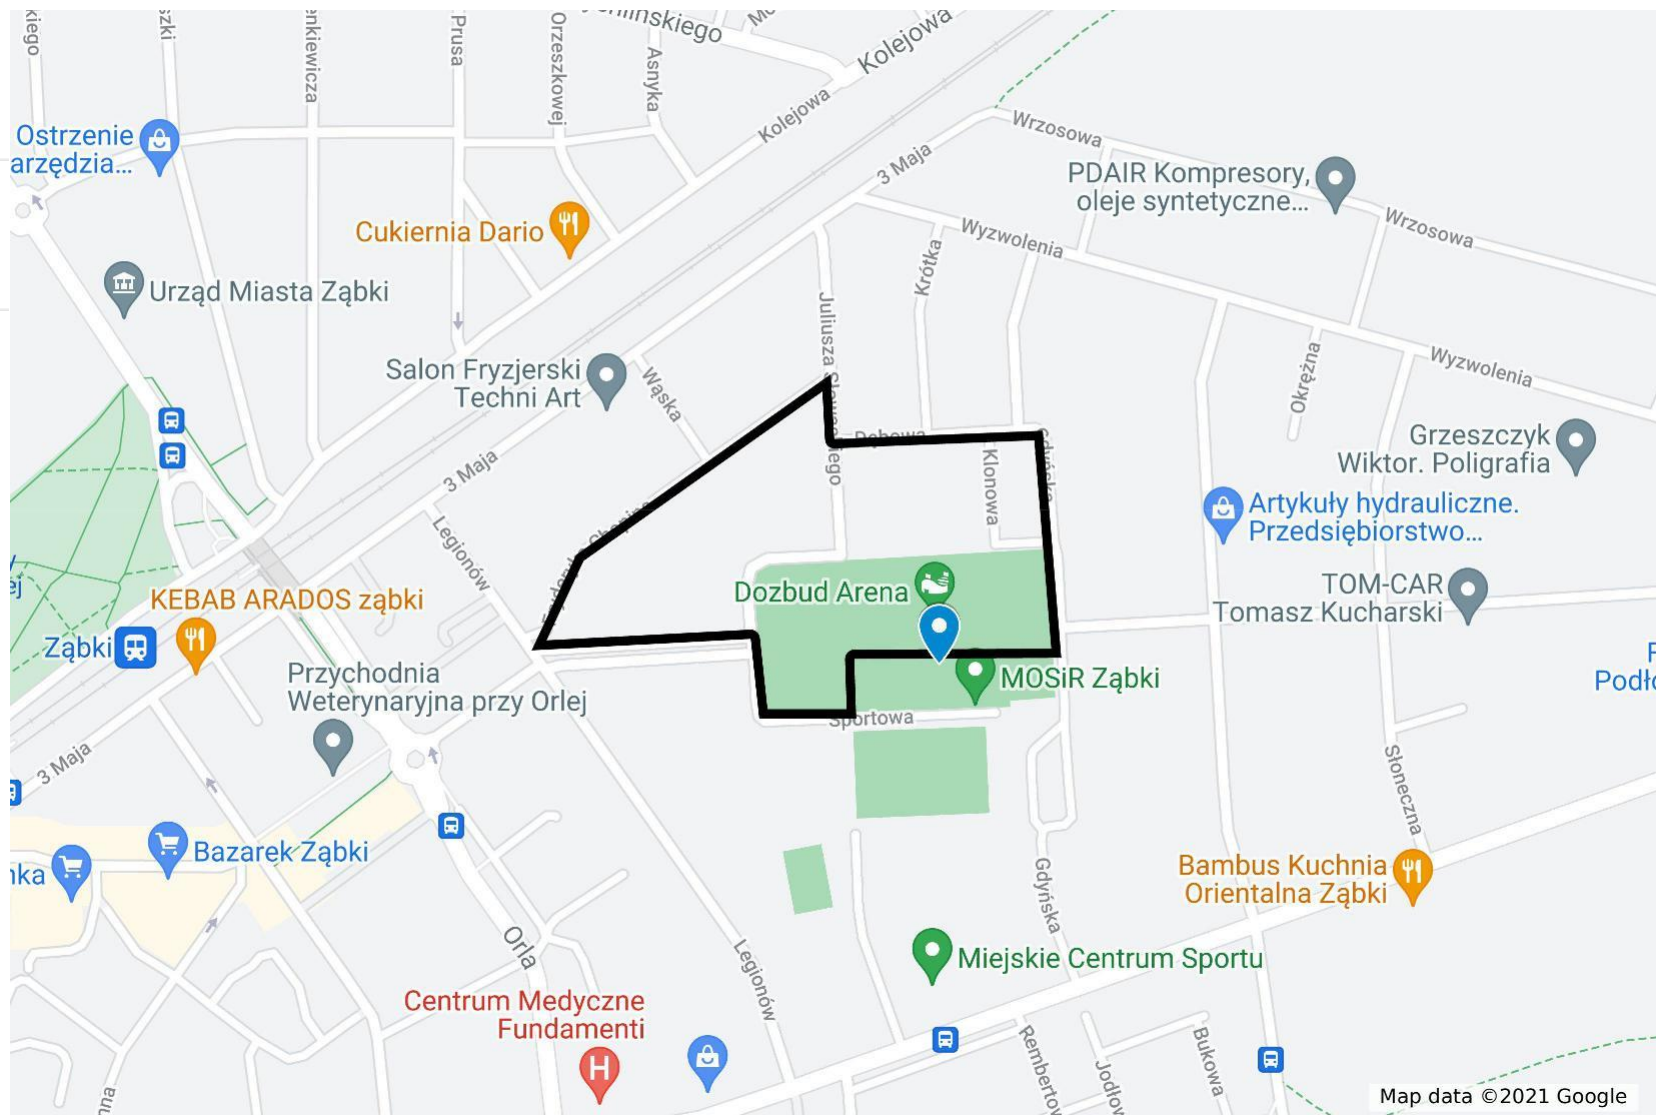 Kolejowa
Prusa
Orzeszkowej
Asnyka
Kolejowa
Wrzosowa
3 Maja
Ostrzenie
arzędzia...
PDAIR Kompresory,
oleje syntetyczne...
Wrzosowa
Cukiernia Dario
Wyzwolenia
Krótka
Urząd Miasta Ząbki
Juliusza
Salon Fryzjerski
Techni Art
Wąska
Okrężna
Wyzwolenia
Grzeszczyk
Wiktor. Poligrafia
3 Maja
Klonowa
Artykuły hydrauliczne.
Przedsiębiorstwo...
Legionów
KEBAB ARADOS ząbki
Dozbud Arena
TOM-CAR
Tomasz Kucharski
Ząbki
Przychodnia
Weterynaryjna przy Orlej
MOSiR Ząbki
Sportowa
3 Maja
Słoneczna
Bazarek Ząbki
nka
Bambus Kuchnia
Orientalna Ząbki
Gdyńska
Orla
Legionów
Miejskie Centrum Sportu
Centrum Medyczne
Fundamenti
H
Bukowa
Map data ©2021 Google